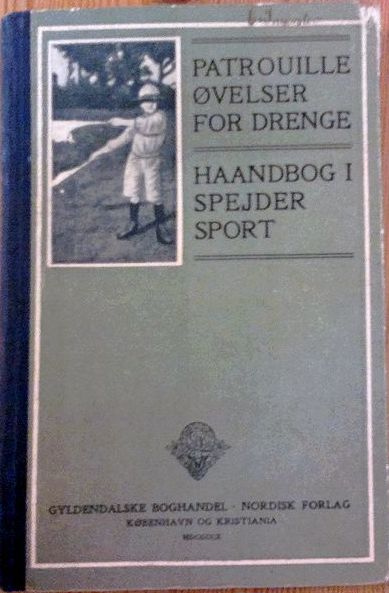 PATROUILLE
ØVELSER
FOR DRENGE
HAANDBOG I
SPEJDER
SPORT
GYLDENDALSKE BOGHANDEL · NORDISK FORLAG
KØBENHAVN OG KRISTIANIA